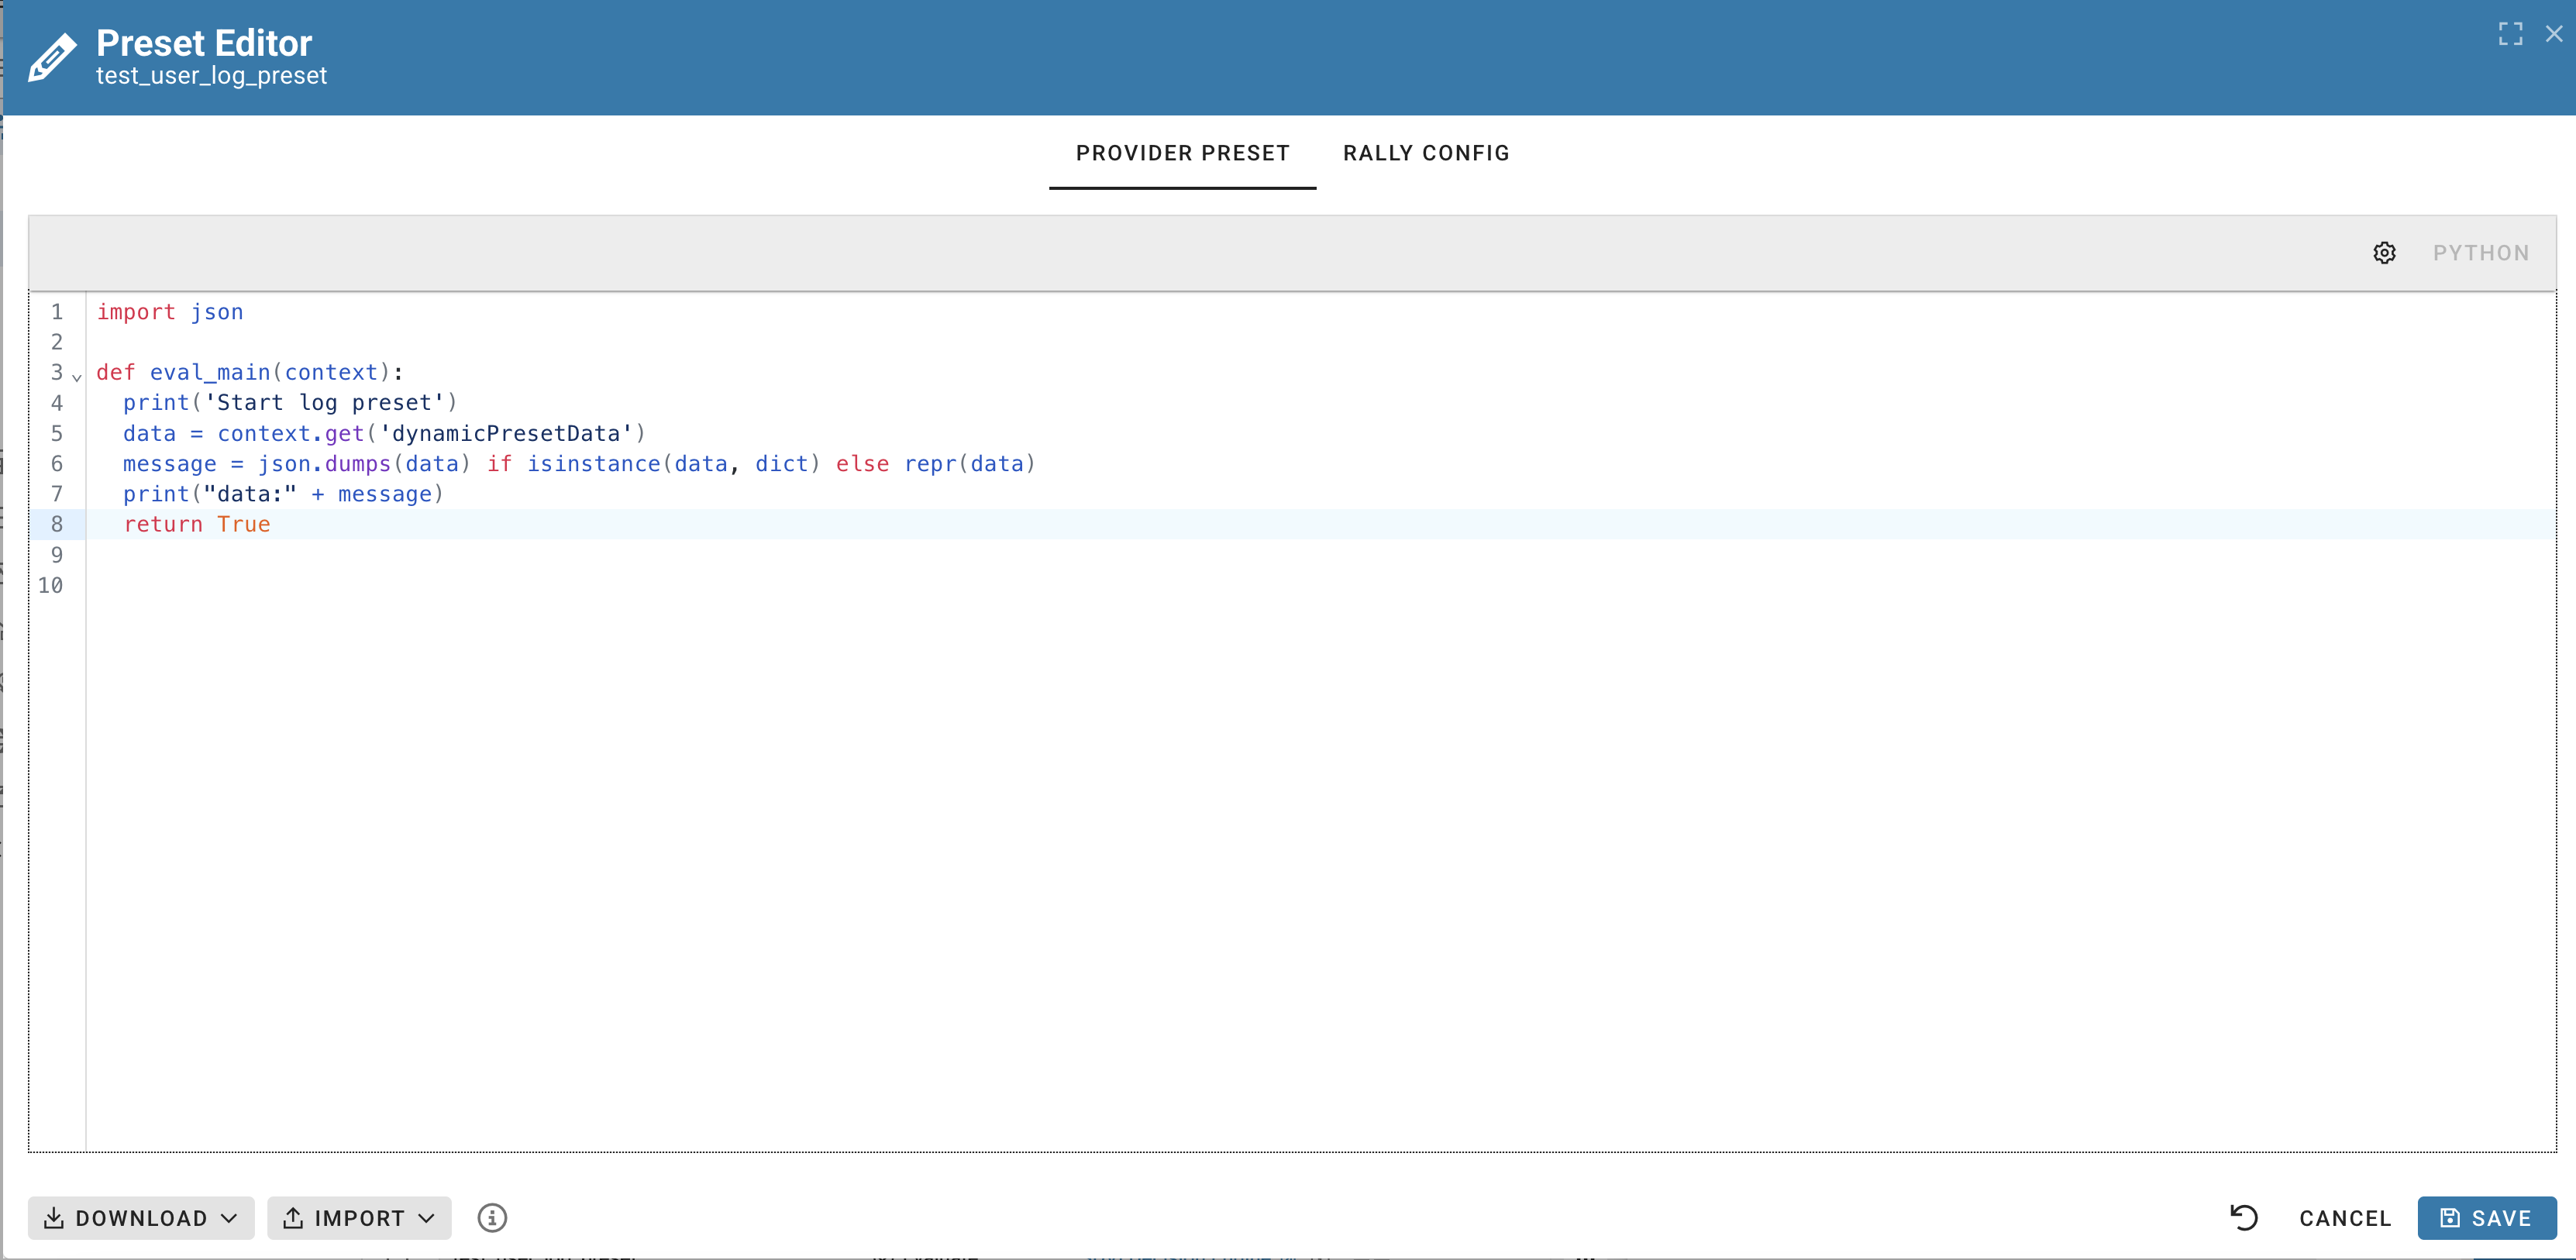 Preset Editor
test_user_log_preset
PROVIDER PRESET RALLY CONFIG
PYTHON
1 import json
2
3 def eval_main(context):
4 print('Start log preset')
5 data = context.get('dynamicPresetData')
6 message = json.dumps(data) if isinstance(data, dict) else repr(data)
7 print("data:" + message)
8 return True
9
10
DOWNLOAD IMPORT CANCEL SAVE